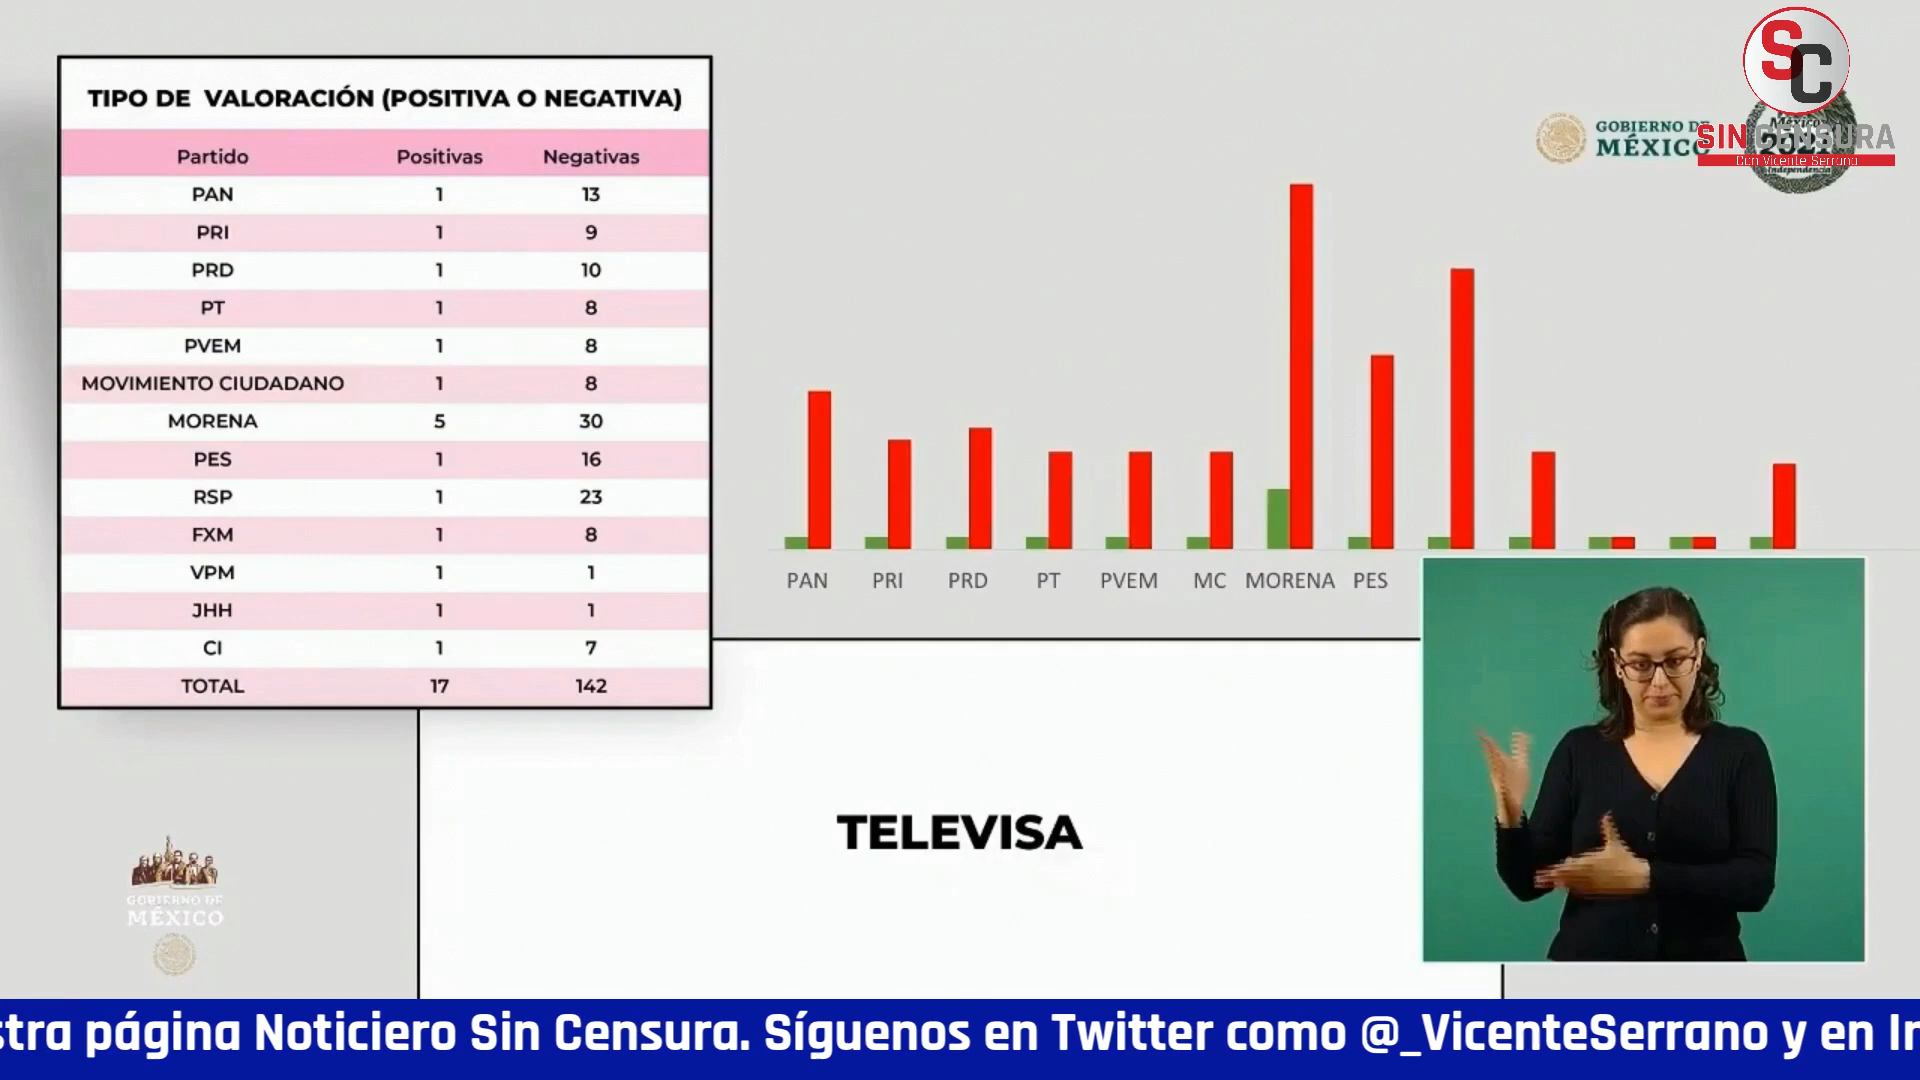 TIPO DE VALORACIÓN (POSITIVA O NEGATIVA)
Partido Positivas Negativas
PAN 1 13
PRI 1 9
PRD 1 10
PT 1 8
PVEM 1 8
MOVIMIENTO CIUDADANO 1 8
MORENA 5 30
PES 1 16
RSP 1 23
FXM 1 8
VPM 1 1
JHH 1 1
CI 1 7
TOTAL 17 142
SC
GOBIERNO DE
MÉXICO
México
2021
Independencia
SIN CENSURA
Con Vicente Serrano
PAN PRI PRD PT PVEM MC MORENA PES
TELEVISA
GOBIERNO DE
MÉXICO
stra página Noticiero Sin Censura. Síguenos en Twitter como @_VicenteSerrano y en In